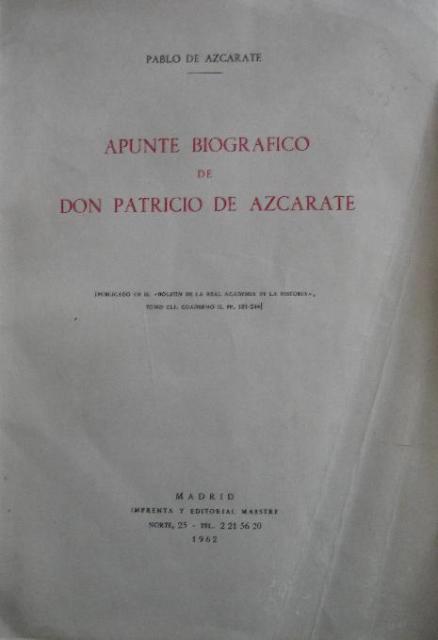 PABLO DE AZCARATE
APUNTE BIOGRAFICO
DE
DON PATRICIO DE AZCARATE
[PUBLICADO EN EL «BOLETIN DE LA REAL ACADEMIA DE LA HISTORIA»,
TOMO CLI. CUADERNO II. PP. 181-244]
MADRID
IMPRENTA Y EDITORIAL MAESTRE
NORTE, 25 - TEL. 2 21 56 20
1962